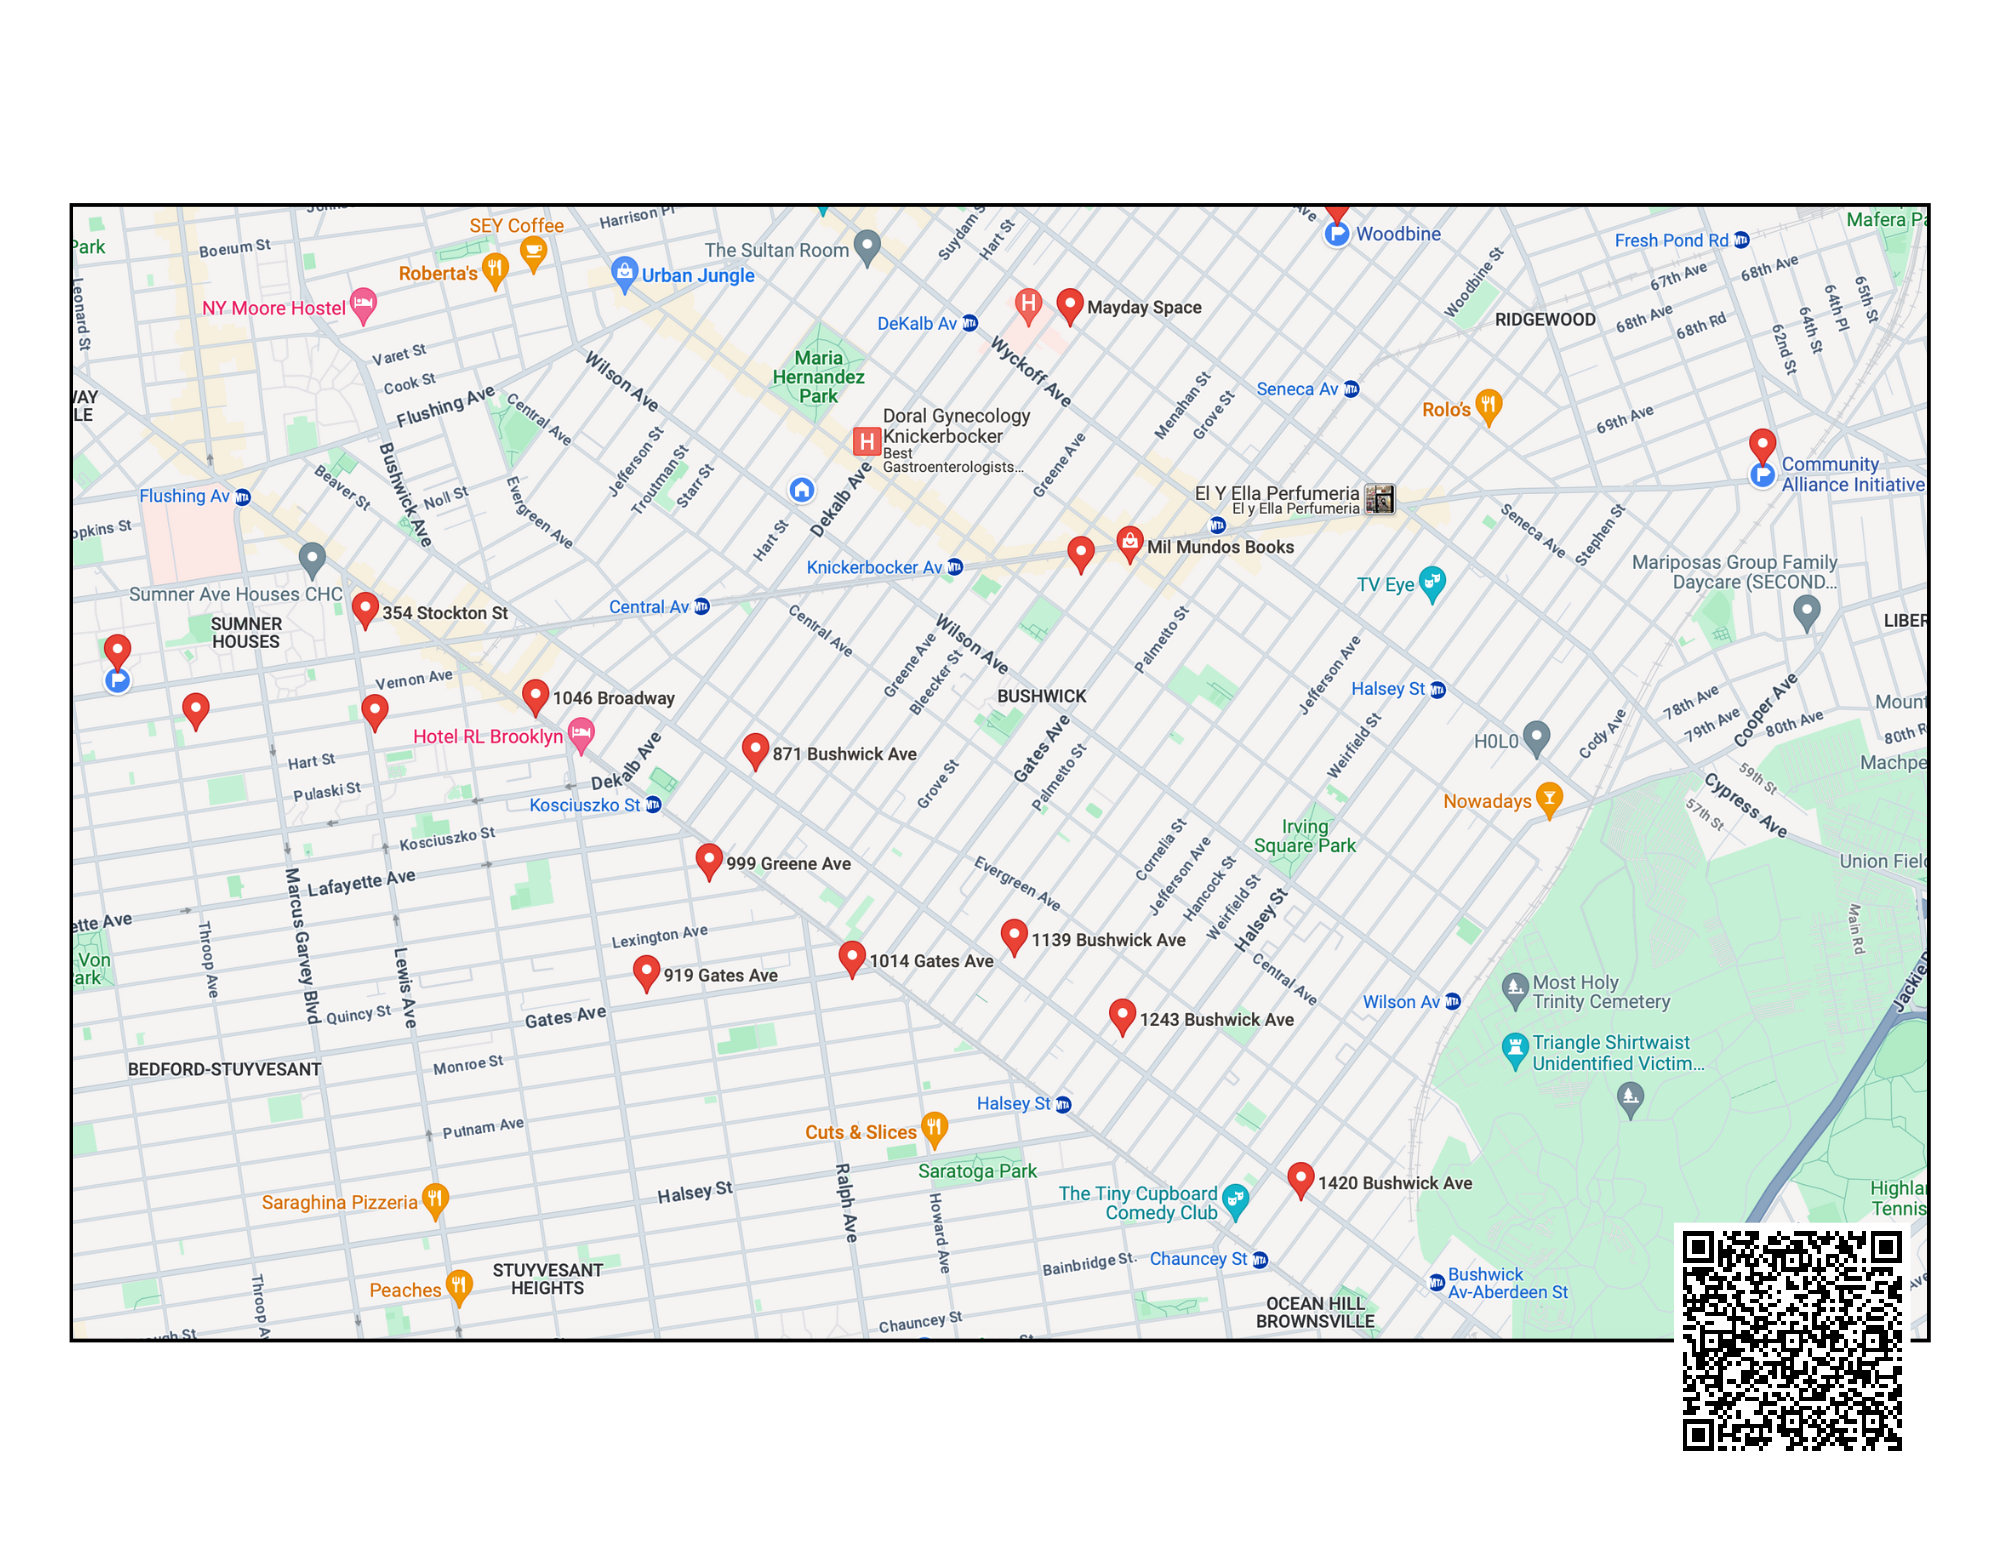 SEY Coffee
Harrison Pl
Suydam S
Hart St
Ave
Woodbine
Fresh Pond Rd
Mafera Pa
Park
Boerum St
The Sultan Room
Roberta's
Urban Jungle
67th Ave
68th Ave
65th St
64th Pl
64th St
62nd St
Woodbine St
Leonard St
NY Moore Hostel
Mayday Space
RIDGEWOOD
68th Ave
68th Rd
DeKalb Av
Varet St
Cook St
Wilson Ave
Maria
Hernandez
Park
Wyckoff Ave
Menahan St
Grove St
Seneca Av
Rolo's
69th Ave
WAY
LE
Flushing Ave
Central Ave
Doral Gynecology
Knickerbocker
Best
Gastroenterologists...
Greene Ave
Jefferson St
Troutman St
Starr St
Bushwick Ave
Beaver St
Noll St
Evergreen Ave
Dekalb Ave
Hart St
Community
Alliance Initiative
Flushing Av
opkins St
El Y Ella Perfumeria
El y Ella Perfumeria
Seneca Ave
Stephen St
Mil Mundos Books
Knickerbocker Av
Mariposas Group Family
Daycare (SECOND...
TV Eye
Sumner Ave Houses CHC
354 Stockton St
Central Av
SUMNER
HOUSES
Central Ave
Wilson Ave
Greene Ave
Bleecker St
Palmetto St
Jefferson Ave
LIBER
Vernon Ave
1046 Broadway
BUSHWICK
Halsey St
78th Ave
79th Ave
Cooper Ave
80th Ave
Mount
80th R
Hotel RL Brooklyn
Dekalb Ave
871 Bushwick Ave
Gates Ave
Palmetto St
Grove St
Weirfield St
H0L0
Cody Ave
Machpe
59th St
57th St
Cypress Ave
Hart St
Pulaski St
Kosciuszko St
Kosciuszko St
Nowadays
Irving
Square Park
Union Field
Lafayette Ave
999 Greene Ave
Evergreen Ave
Cornelia St
Jefferson Ave
Hancock St
Weirfield St
Halsey St
ette Ave
Marcus Garvey Blvd
Throop Ave
Lewis Ave
Lexington Ave
1139 Bushwick Ave
Central Ave
Main Rd
Von
ark
919 Gates Ave
1014 Gates Ave
Most Holy
Trinity Cemetery
Wilson Av
Quincy St
Gates Ave
1243 Bushwick Ave
Triangle Shirtwaist
Unidentified Victim...
BEDFORD-STUYVESANT
Monroe St
Halsey St
Putnam Ave
Cuts & Slices
Saratoga Park
Saraghina Pizzeria
Halsey St
Ralph Ave
Howard Ave
The Tiny Cupboard
Comedy Club
1420 Bushwick Ave
Highlan
Tennis
Throop Av
Peaches
STUYVESANT
HEIGHTS
Bainbridge St.
Chauncey St
Bushwick
Av-Aberdeen St
OCEAN HILL
BROWNSVILLE
Chauncey St
Ave